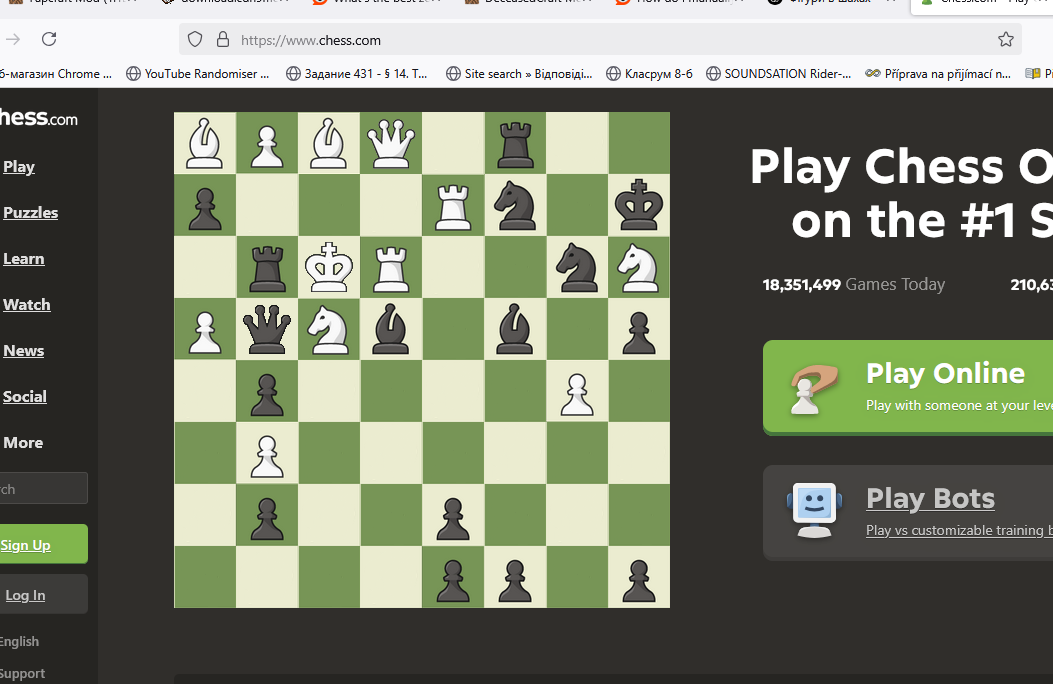 https://www.chess.com
YouTube Randomiser ...
Задание 431 - § 14. Т...
Site search » Відповіді...
Класрум 8-б
SOUNDSATION Rider-...
Příprava na přijímací n...
б-магазин Chrome ...
hess.com
Play
Puzzles
Learn
Watch
News
Social
More
Sign Up
Log In
English
Support
Play Chess O
on the #1 S
18,351,499 Games Today
210,63
Play Online
Play with someone at your leve
Play Bots
Play vs customizable training b